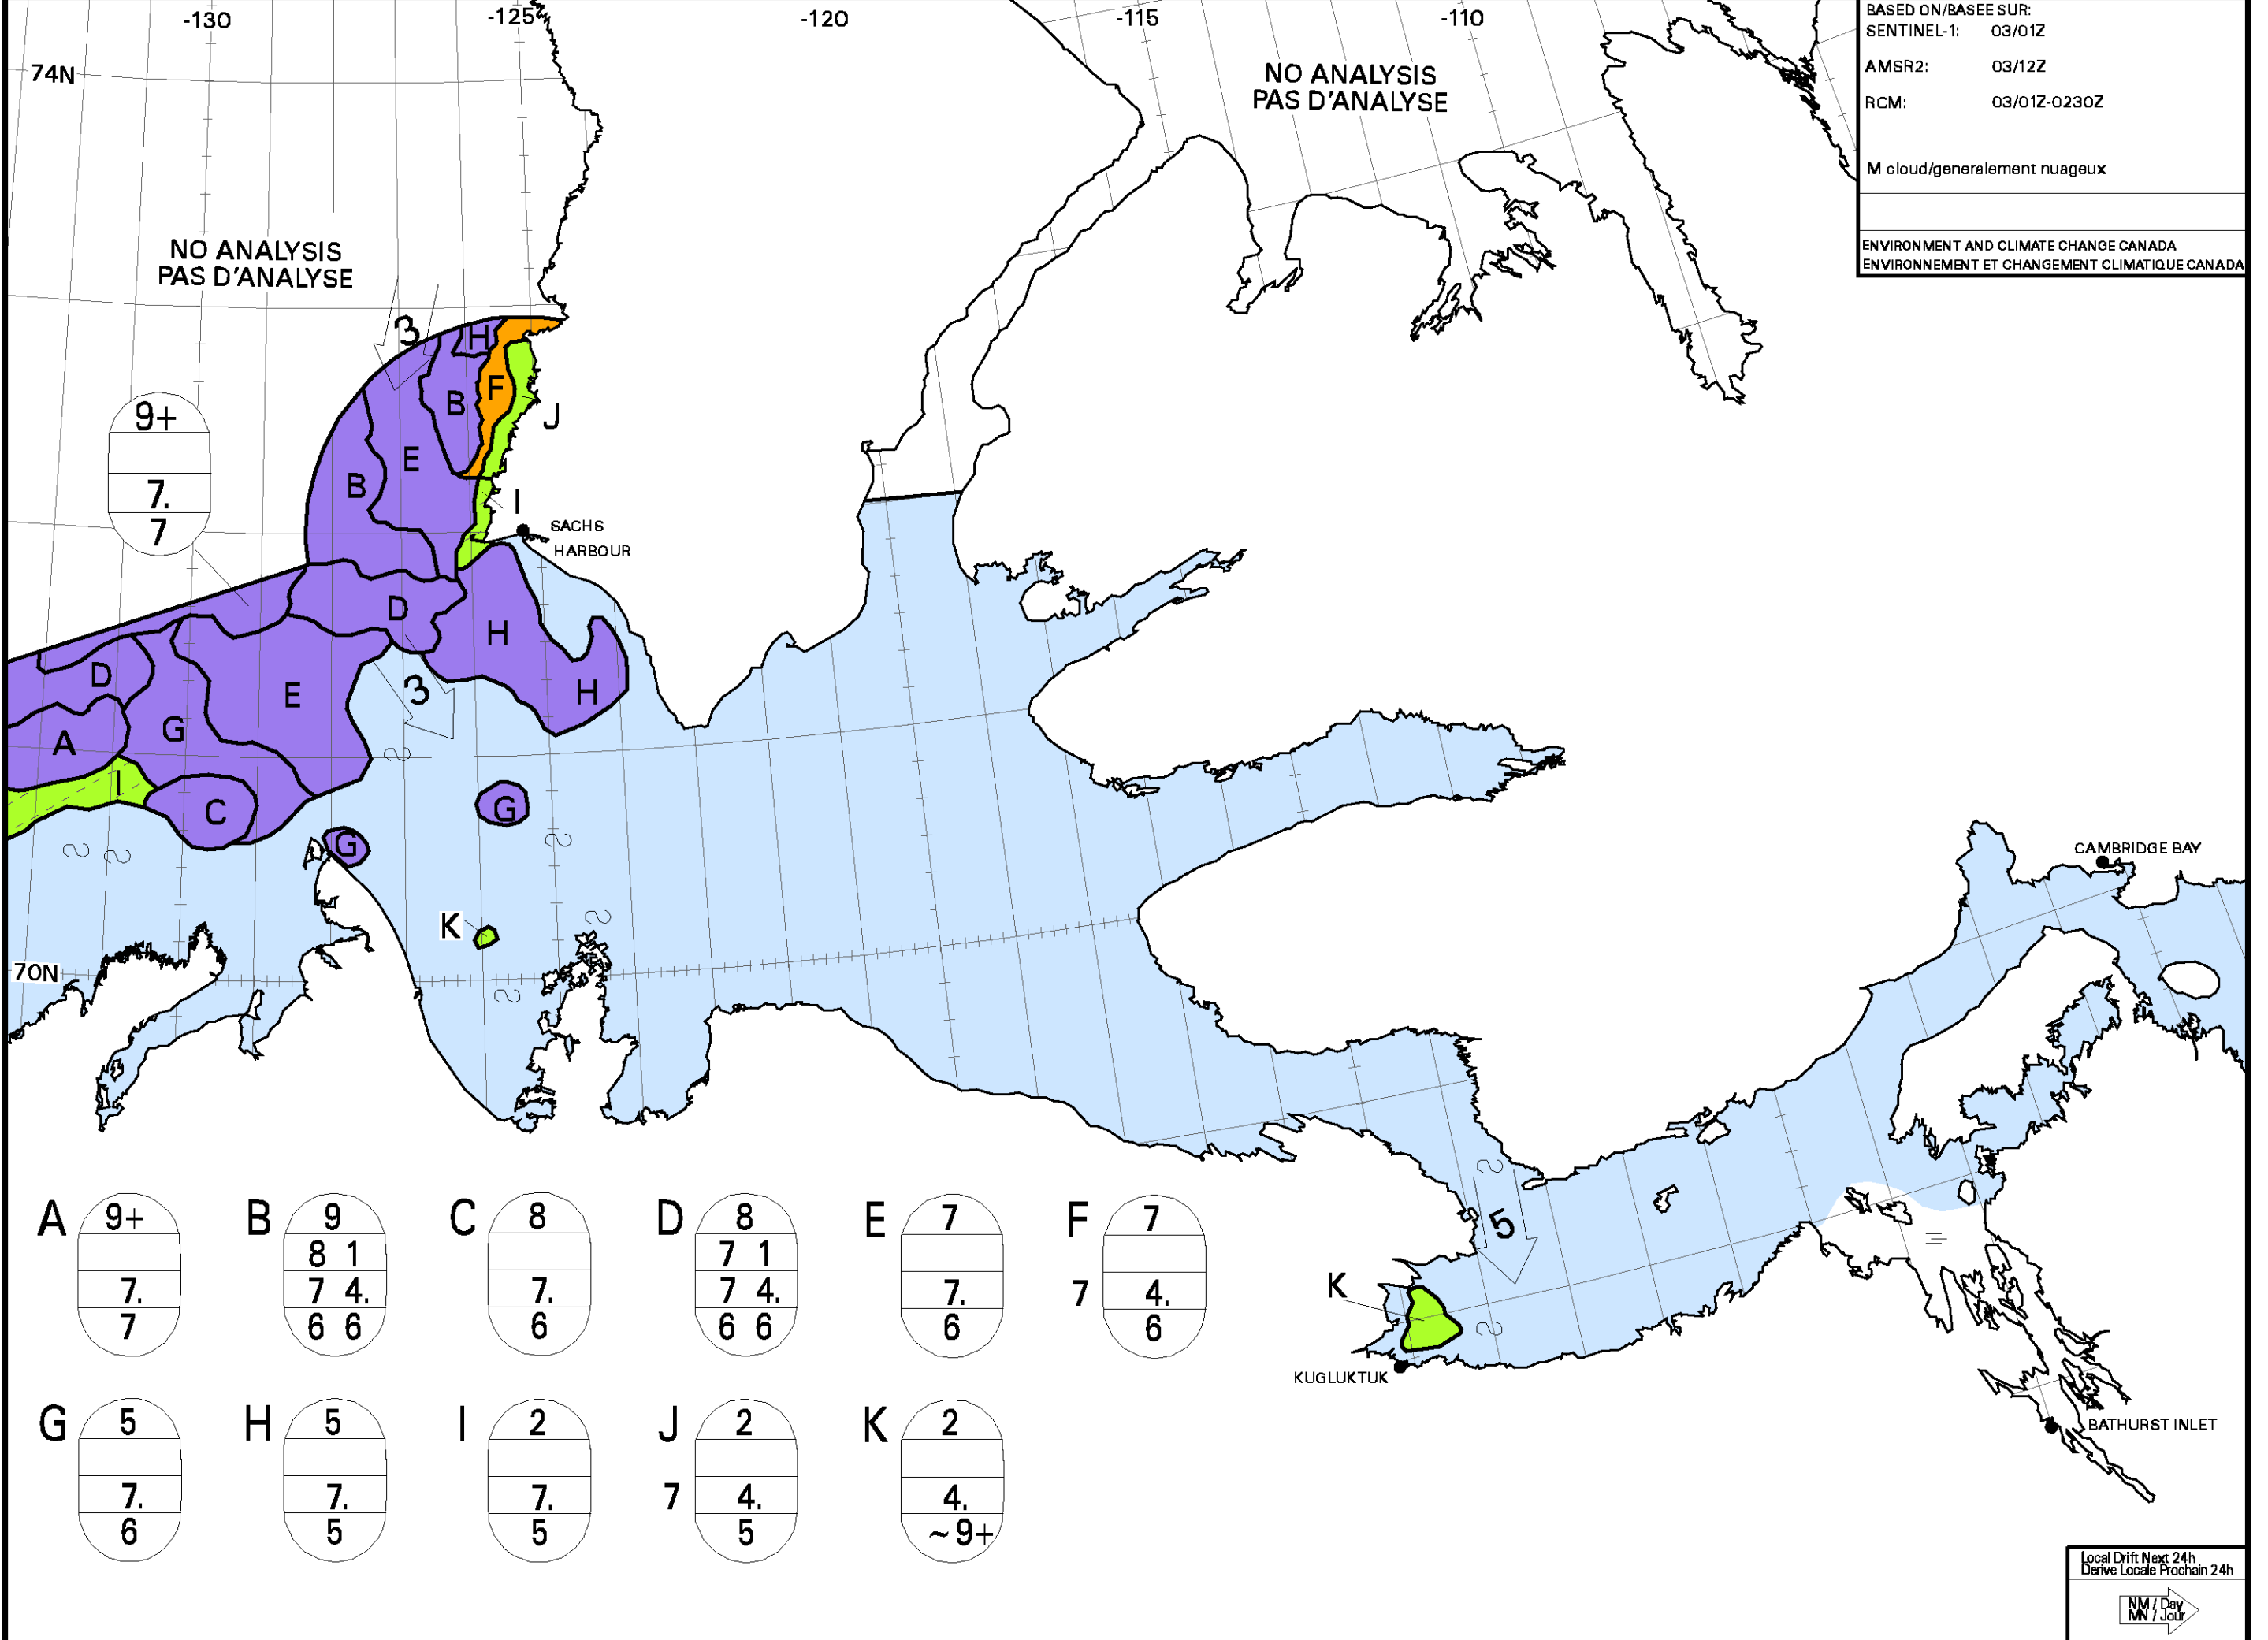 -130
-125
-120
-115
-110
74N
NO ANALYSIS
PAS D'ANALYSE
BASED ON/BASEE SUR:
SENTINEL-1: 03/01Z
AMSR2: 03/12Z
RCM: 03/01Z-0230Z
M cloud/generalement nuageux
ENVIRONMENT AND CLIMATE CHANGE CANADA
ENVIRONNEMENT ET CHANGEMENT CLIMATIQUE CANADA
NO ANALYSIS
PAS D'ANALYSE
3
H
F
B
J
9+
7.
7
E
B
I
SACHS
HARBOUR
D
H
D
3
E
H
G
A
I
C
G
G
CAMBRIDGE BAY
K
70N
5
K
KUGLUKTUK
BATHURST INLET
A
9+
7.
7
B
9
8 1
7 4.
6 6
C
8
7.
6
D
8
7 1
7 4.
6 6
E
7
7.
6
F
7
7 4.
6
G
5
7.
6
H
5
7.
5
I
2
7.
5
J
2
7 4.
5
K
2
4.
~9+
Local Drift Next 24h
Derive Locale Prochain 24h
NM / Day
MN / Jour